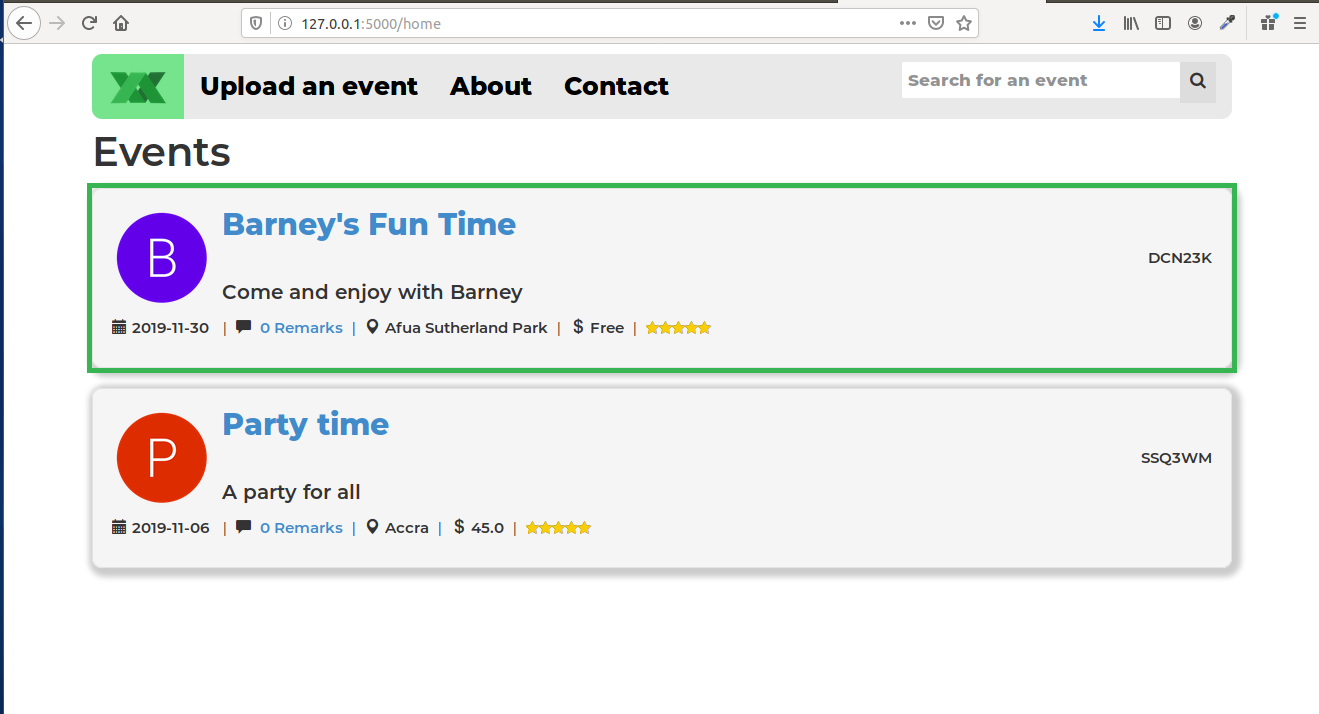 127.0.0.1:5000/home
Upload an event About Contact Search for an event
Events
B Barney's Fun Time
DCN23K
Come and enjoy with Barney
2019-11-30 | 0 Remarks | Afua Sutherland Park | $ Free |
P Party time
SSQ3WM
A party for all
2019-11-06 | 0 Remarks | Accra | $ 45.0 |